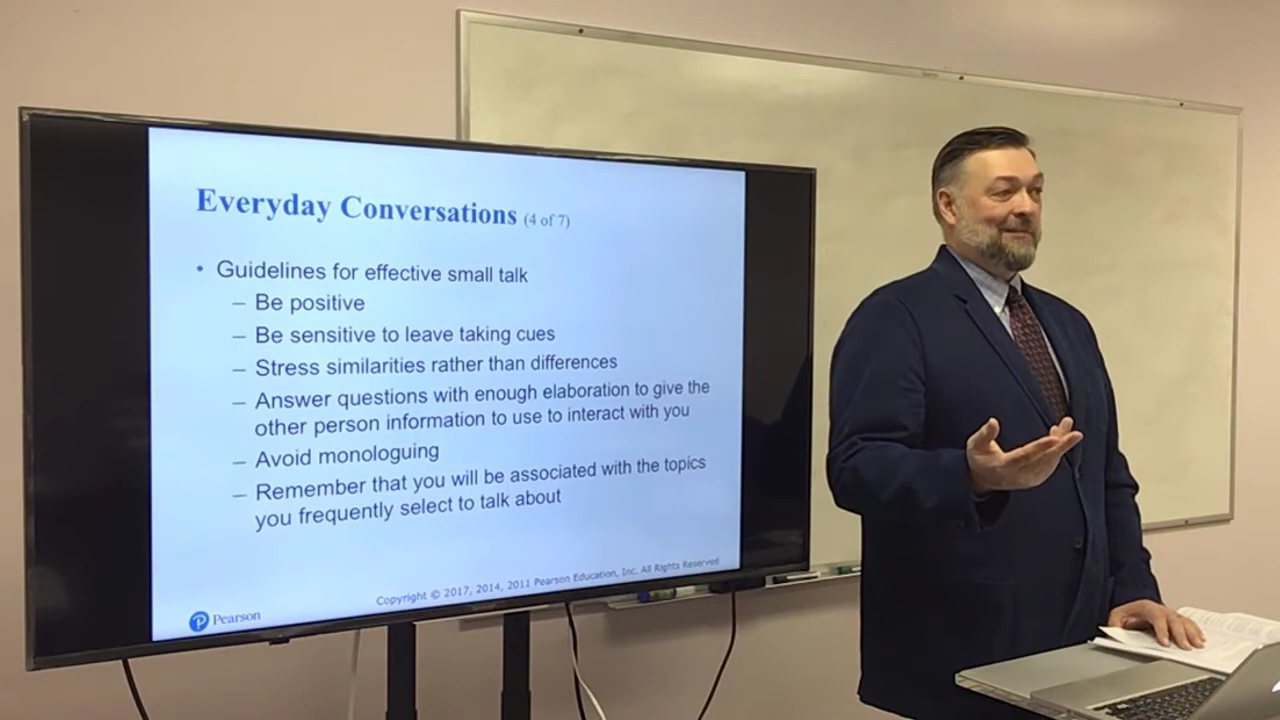 Everyday Conversations (4 of 7)
• Guidelines for effective small talk
– Be positive
– Be sensitive to leave taking cues
– Stress similarities rather than differences
– Answer questions with enough elaboration to give the
other person information to use to interact with you
– Avoid monologuing
– Remember that you will be associated with the topics
you frequently select to talk about
Copyright © 2017, 2014, 2011 Pearson Education, Inc. All Rights Reserved
Pearson